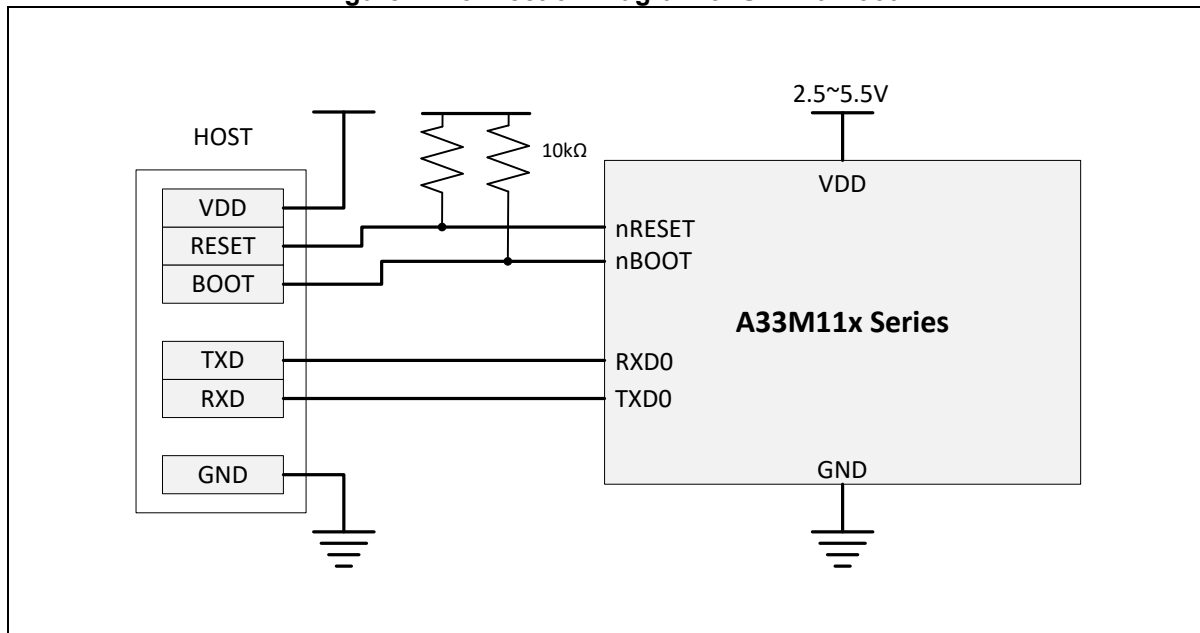 2.5~5.5V
HOST
10kΩ
VDD
VDD
nRESET
RESET
nBOOT
BOOT
A33M11x Series
TXD
RXD0
RXD
TXD0
GND
GND